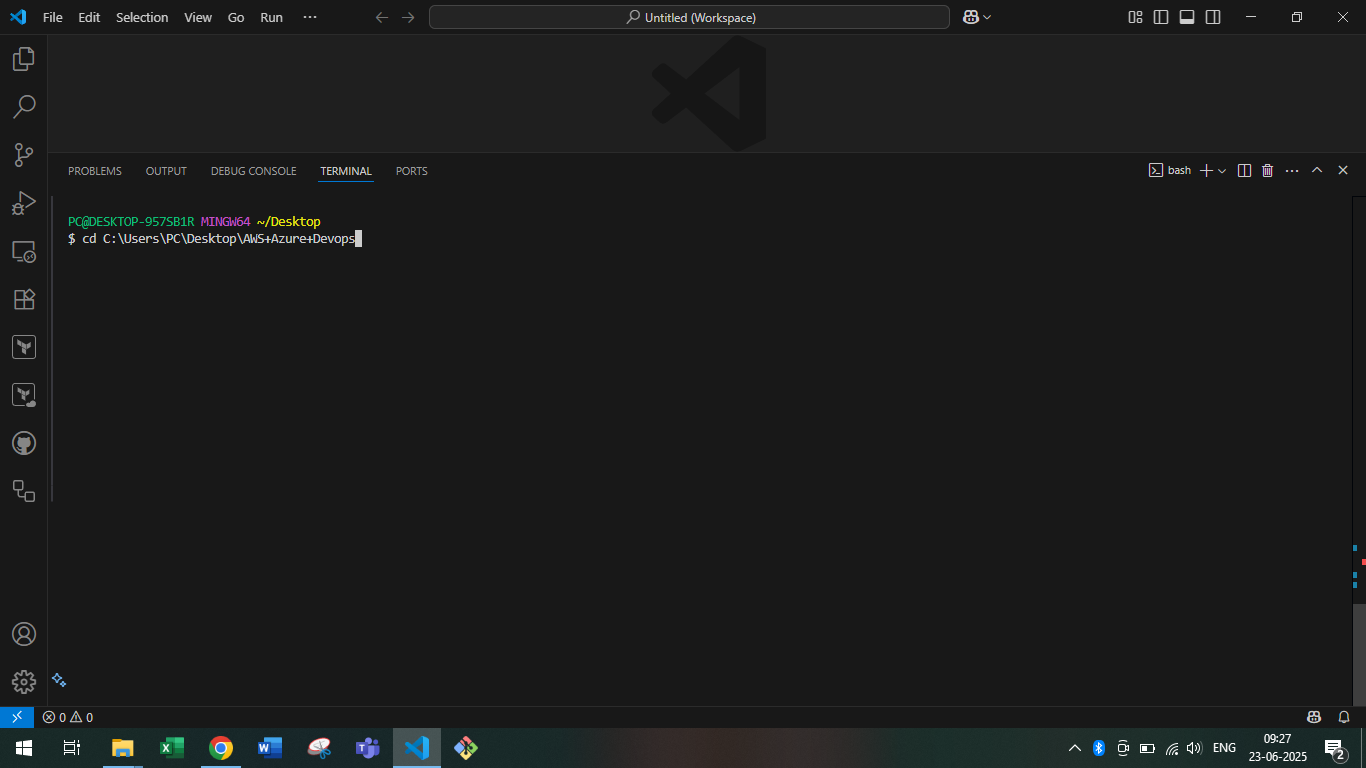 File Edit Selection View Go Run ···
Untitled (Workspace)
PROBLEMS OUTPUT DEBUG CONSOLE TERMINAL PORTS
bash
PC@DESKTOP-957SB1R MINGW64 ~/Desktop
$ cd C:\Users\PC\Desktop\AWS+Azure+Devops
0 0
ENG
09:27
23-06-2025
2